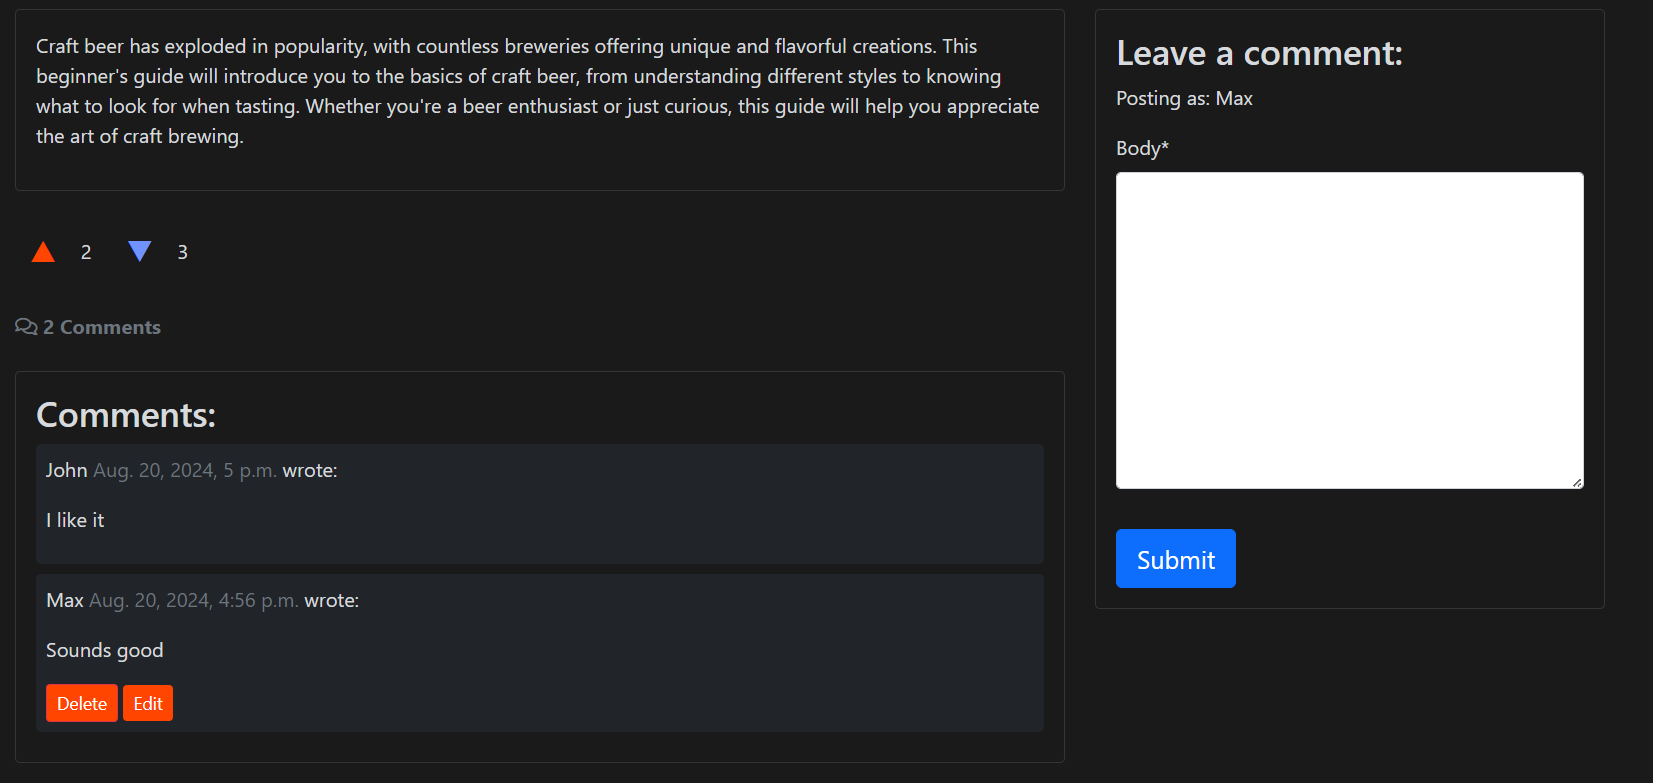 Craft beer has exploded in popularity, with countless breweries offering unique and flavorful creations. This
beginner's guide will introduce you to the basics of craft beer, from understanding different styles to knowing
what to look for when tasting. Whether you're a beer enthusiast or just curious, this guide will help you appreciate
the art of craft brewing.
2 3
2 Comments
Comments:
John Aug. 20, 2024, 5 p.m. wrote:
I like it
Max Aug. 20, 2024, 4:56 p.m. wrote:
Sounds good
Delete Edit
Leave a comment:
Posting as: Max
Body*
Submit